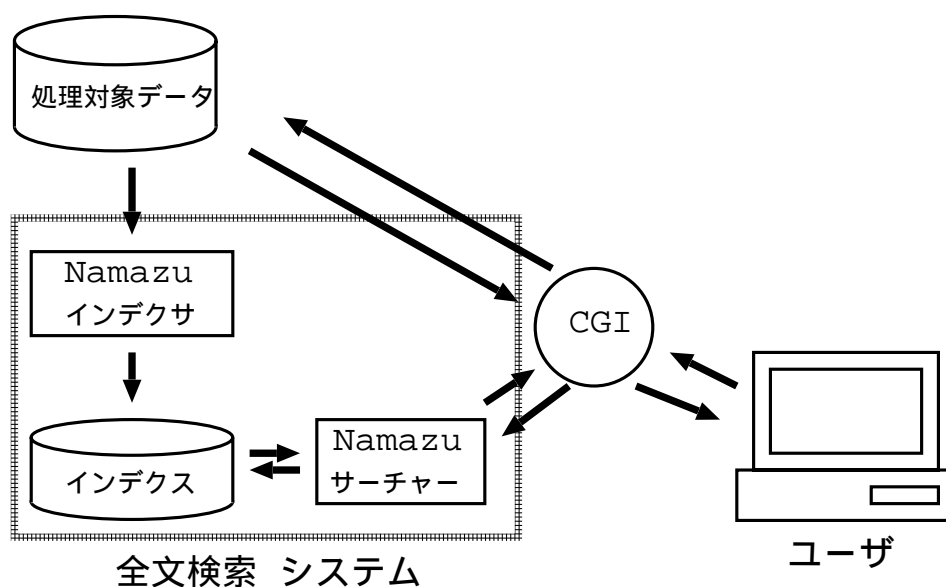 処理対象データ
Namazu
インデクサ
CGI
インデクス
Namazu
サーチャー
ユーザ
全文検索 システム